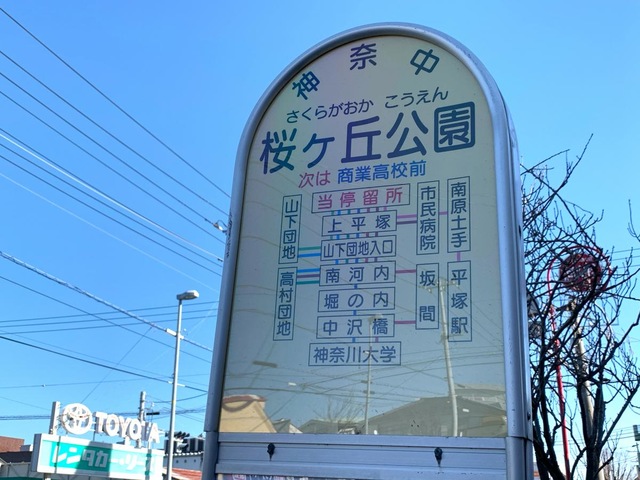 神奈中
さくらがおか こうえん
桜ヶ丘公園
次は 商業高校前
当停留所
上平塚
山下団地入口
南河内
堀の内
中沢橋
神奈川大学
山下団地
高村団地
市民病院
坂間
南原土手
平塚駅
TOYOTA
レンタカーリース